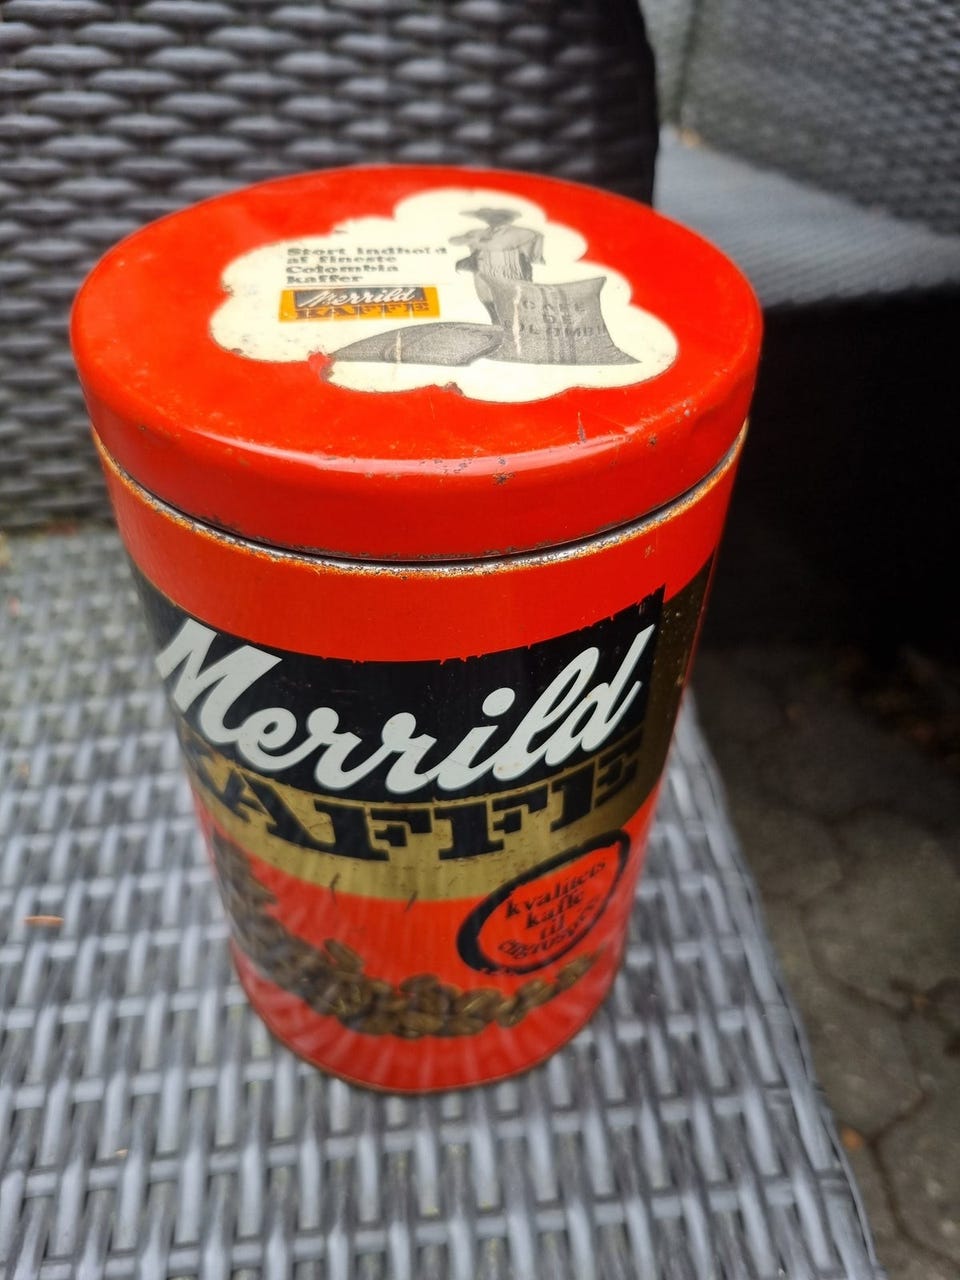 Stort indhold
af fineste
Colombia
kaffer
Merrild
KAFFE
CAFE
DE
COLOMBIA
Merrild
KAFFE
kvalitets
kaffe
til